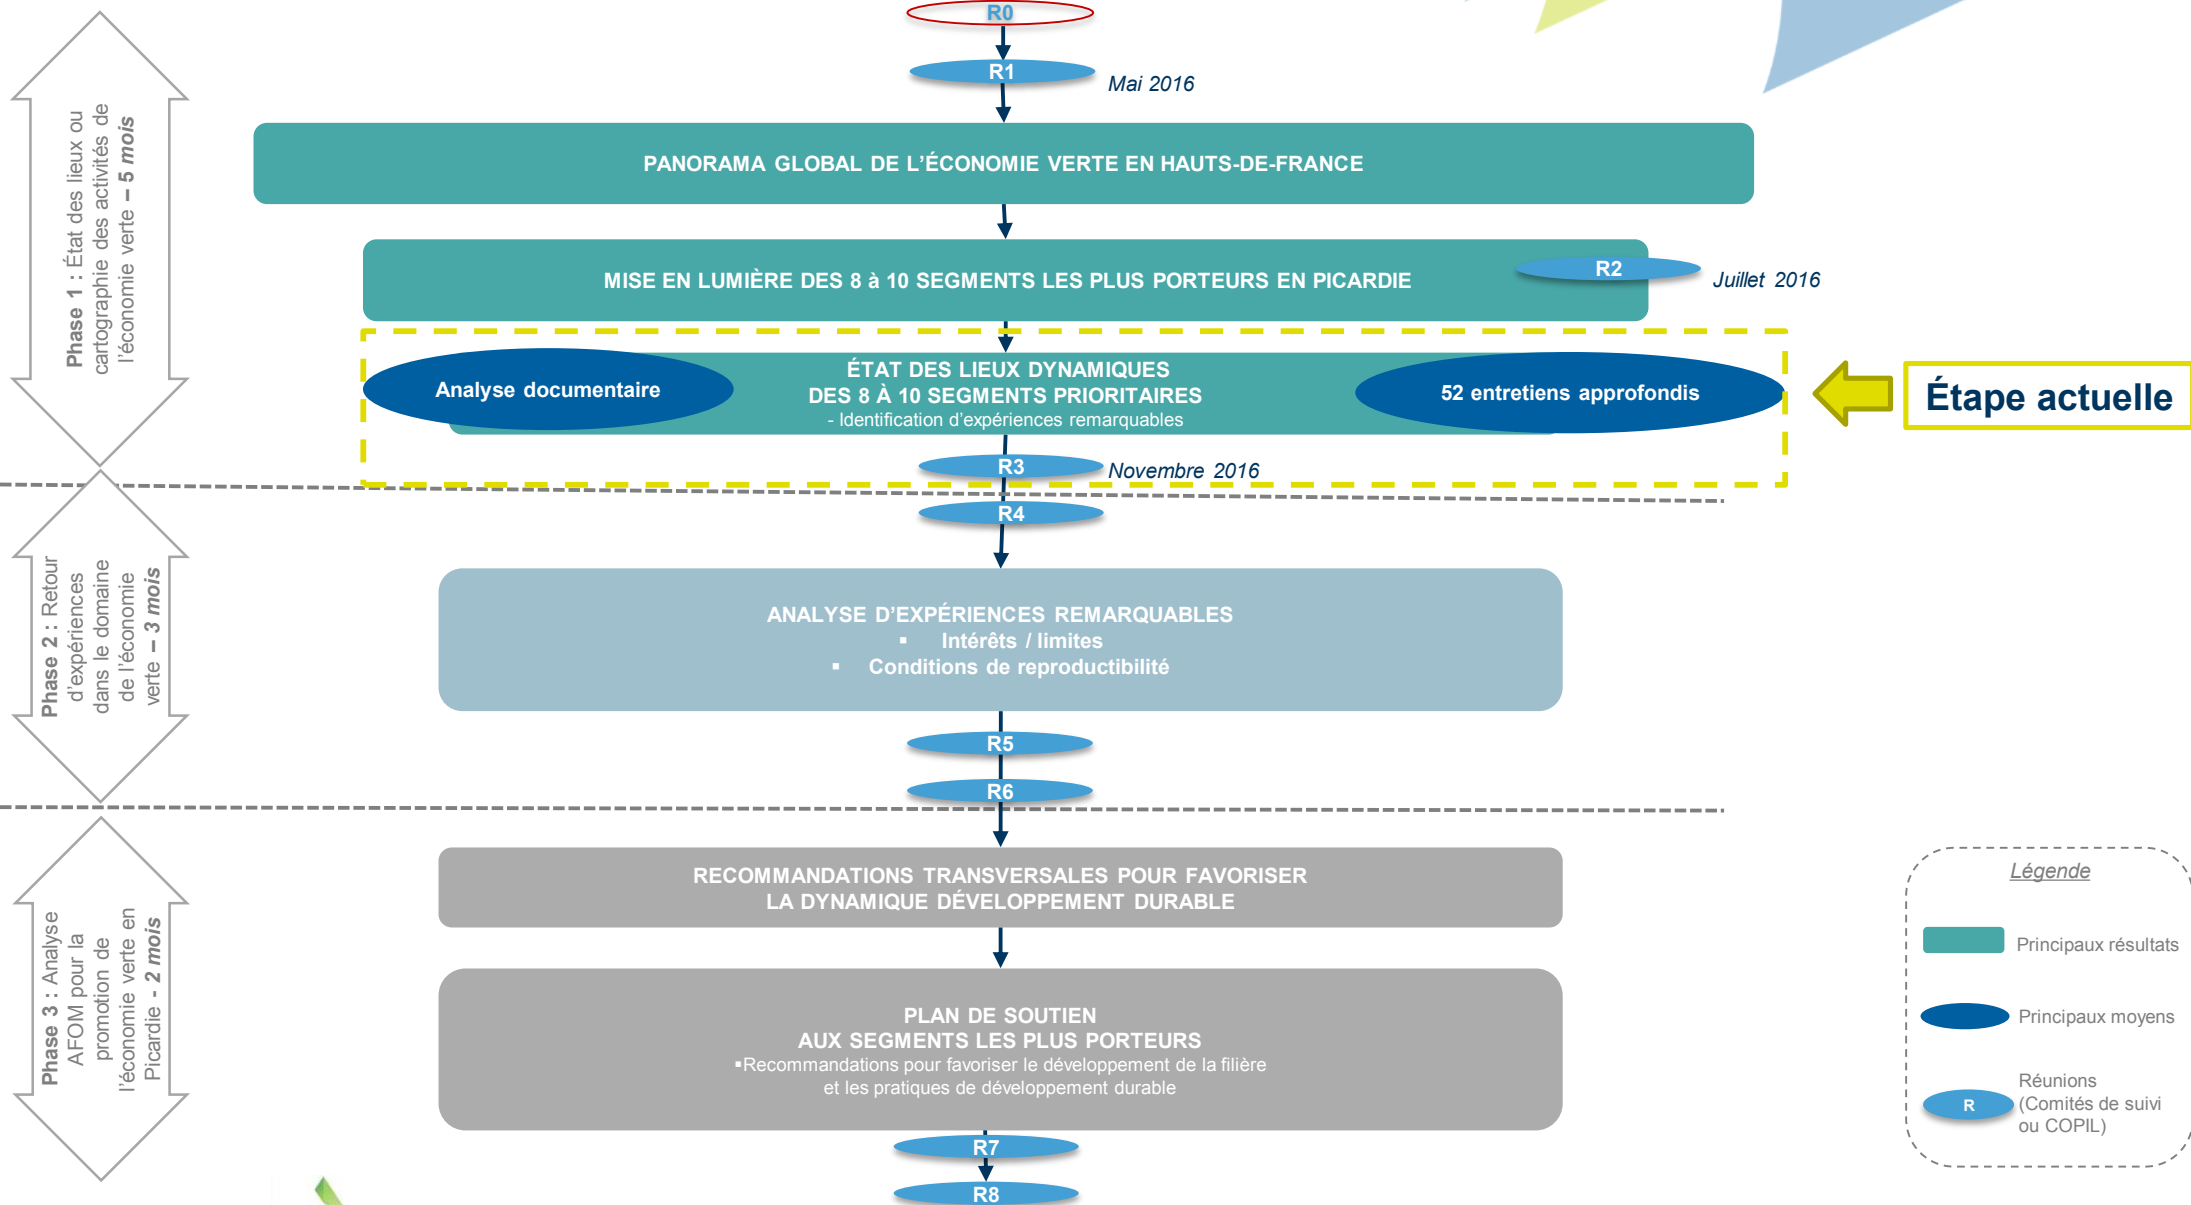 R0
R1
Mai 2016
Phase 1 : État des lieux ou
cartographie des activités de
l'économie verte – 5 mois
PANORAMA GLOBAL DE L'ÉCONOMIE VERTE EN HAUTS-DE-FRANCE
MISE EN LUMIÈRE DES 8 à 10 SEGMENTS LES PLUS PORTEURS EN PICARDIE
R2
Juillet 2016
Analyse documentaire
ÉTAT DES LIEUX DYNAMIQUES
DES 8 À 10 SEGMENTS PRIORITAIRES
- Identification d'expériences remarquables
52 entretiens approfondis
Étape actuelle
R3
Novembre 2016
R4
Phase 2 : Retour
d'expériences
dans le domaine
de l'économie
verte – 3 mois
ANALYSE D'EXPÉRIENCES REMARQUABLES
▪ Intérêts / limites
▪ Conditions de reproductibilité
R5
R6
Phase 3 : Analyse
AFOM pour la
promotion de
l'économie verte en
Picardie - 2 mois
RECOMMANDATIONS TRANSVERSALES POUR FAVORISER
LA DYNAMIQUE DÉVELOPPEMENT DURABLE
PLAN DE SOUTIEN
AUX SEGMENTS LES PLUS PORTEURS
▪Recommandations pour favoriser le développement de la filière
et les pratiques de développement durable
R7
R8
Légende
Principaux résultats
Principaux moyens
R
Réunions
(Comités de suivi
ou COPIL)